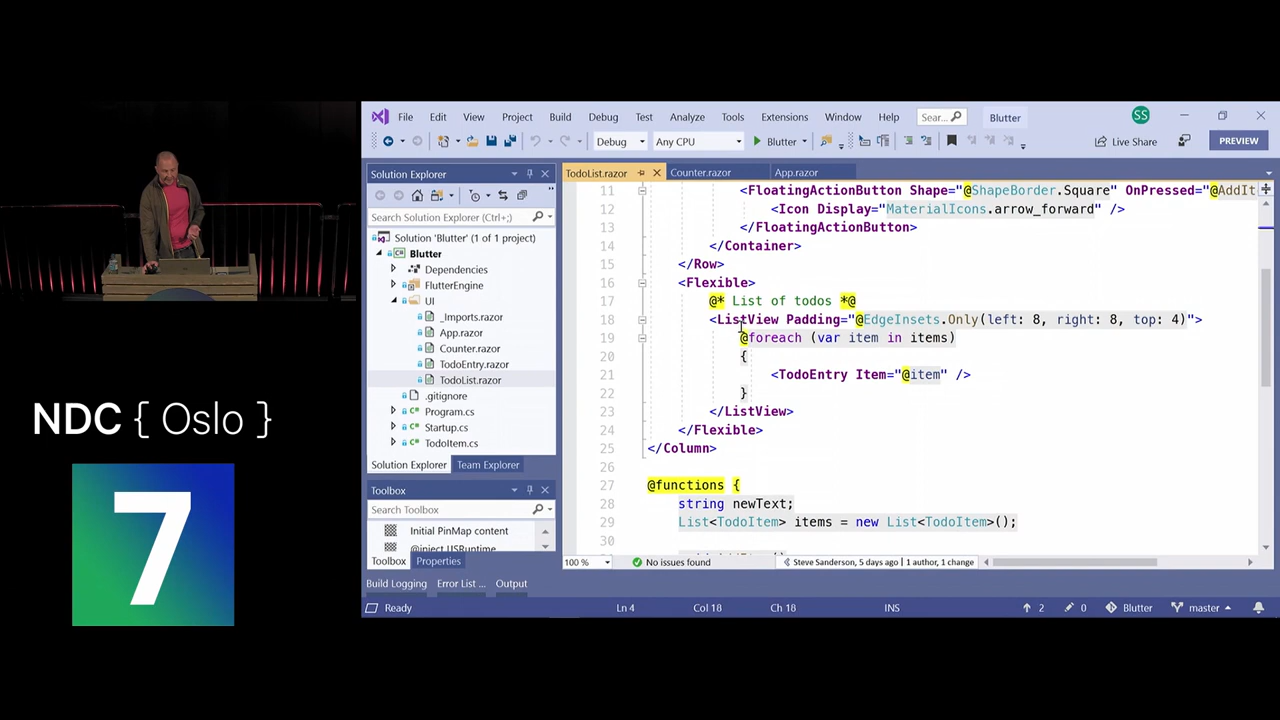 File Edit View Project Build Debug Test Analyze Tools Extensions Window Help Sear... Blutter SS
Debug Any CPU Blutter Live Share PREVIEW
Solution Explorer
Search Solution Explorer (Ctrl+;)
Solution 'Blutter' (1 of 1 project)
Blutter
Dependencies
FlutterEngine
UI
_Imports.razor
App.razor
Counter.razor
TodoEntry.razor
TodoList.razor
.gitignore
Program.cs
Startup.cs
TodoItem.cs
Solution Explorer Team Explorer
Toolbox
Search Toolbox
Initial PinMap content
@inject IJSRuntime
Toolbox Properties
TodoList.razor Counter.razor App.razor
11 <FloatingActionButton Shape="@ShapeBorder.Square" OnPressed="@AddIt
12 <Icon Display="MaterialIcons.arrow_forward" />
13 </FloatingActionButton>
14 </Container>
15 </Row>
16 <Flexible>
17 @* List of todos *@
18 <ListView Padding="@EdgeInsets.Only(left: 8, right: 8, top: 4)">
19 @foreach (var item in items)
20 {
21 <TodoEntry Item="@item" />
22 }
23 </ListView>
24 </Flexible>
25 </Column>
26
27 @functions {
28 string newText;
29 List<TodoItem> items = new List<TodoItem>();
30
100 % No issues found Steve Sanderson, 5 days ago | 1 author, 1 change
Build Logging Error List ... Output
Ready Ln 4 Col 18 Ch 18 INS 2 0 Blutter master
NDC { Oslo }
7